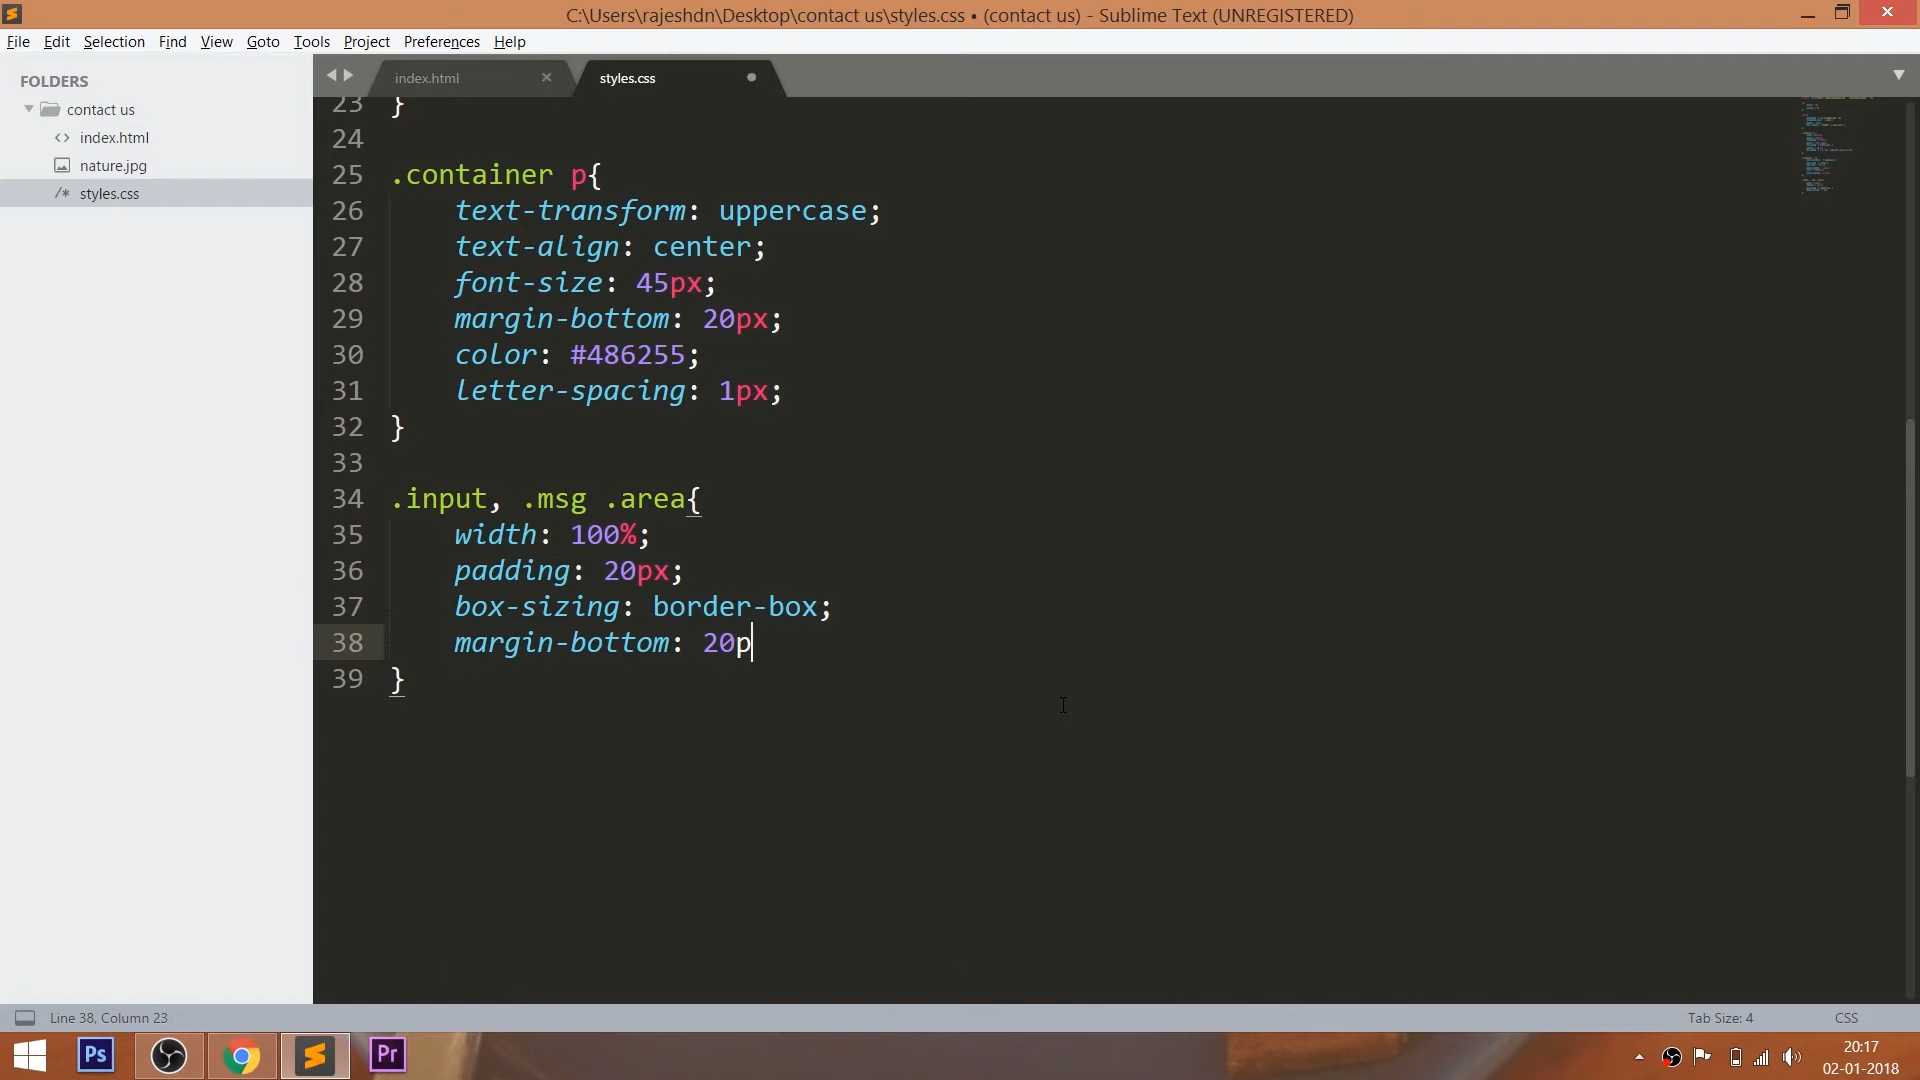 C:\Users\rajeshdn\Desktop\contact us\styles.css • (contact us) - Sublime Text (UNREGISTERED)
File Edit Selection Find View Goto Tools Project Preferences Help
FOLDERS
contact us
index.html
nature.jpg
styles.css
index.html styles.css
23 }
24
25 .container p{
26 text-transform: uppercase;
27 text-align: center;
28 font-size: 45px;
29 margin-bottom: 20px;
30 color: #486255;
31 letter-spacing: 1px;
32 }
33
34 .input, .msg .area{
35 width: 100%;
36 padding: 20px;
37 box-sizing: border-box;
38 margin-bottom: 20p
39 }
Line 38, Column 23 Tab Size: 4 CSS
Ps Pr
20:17
02-01-2018